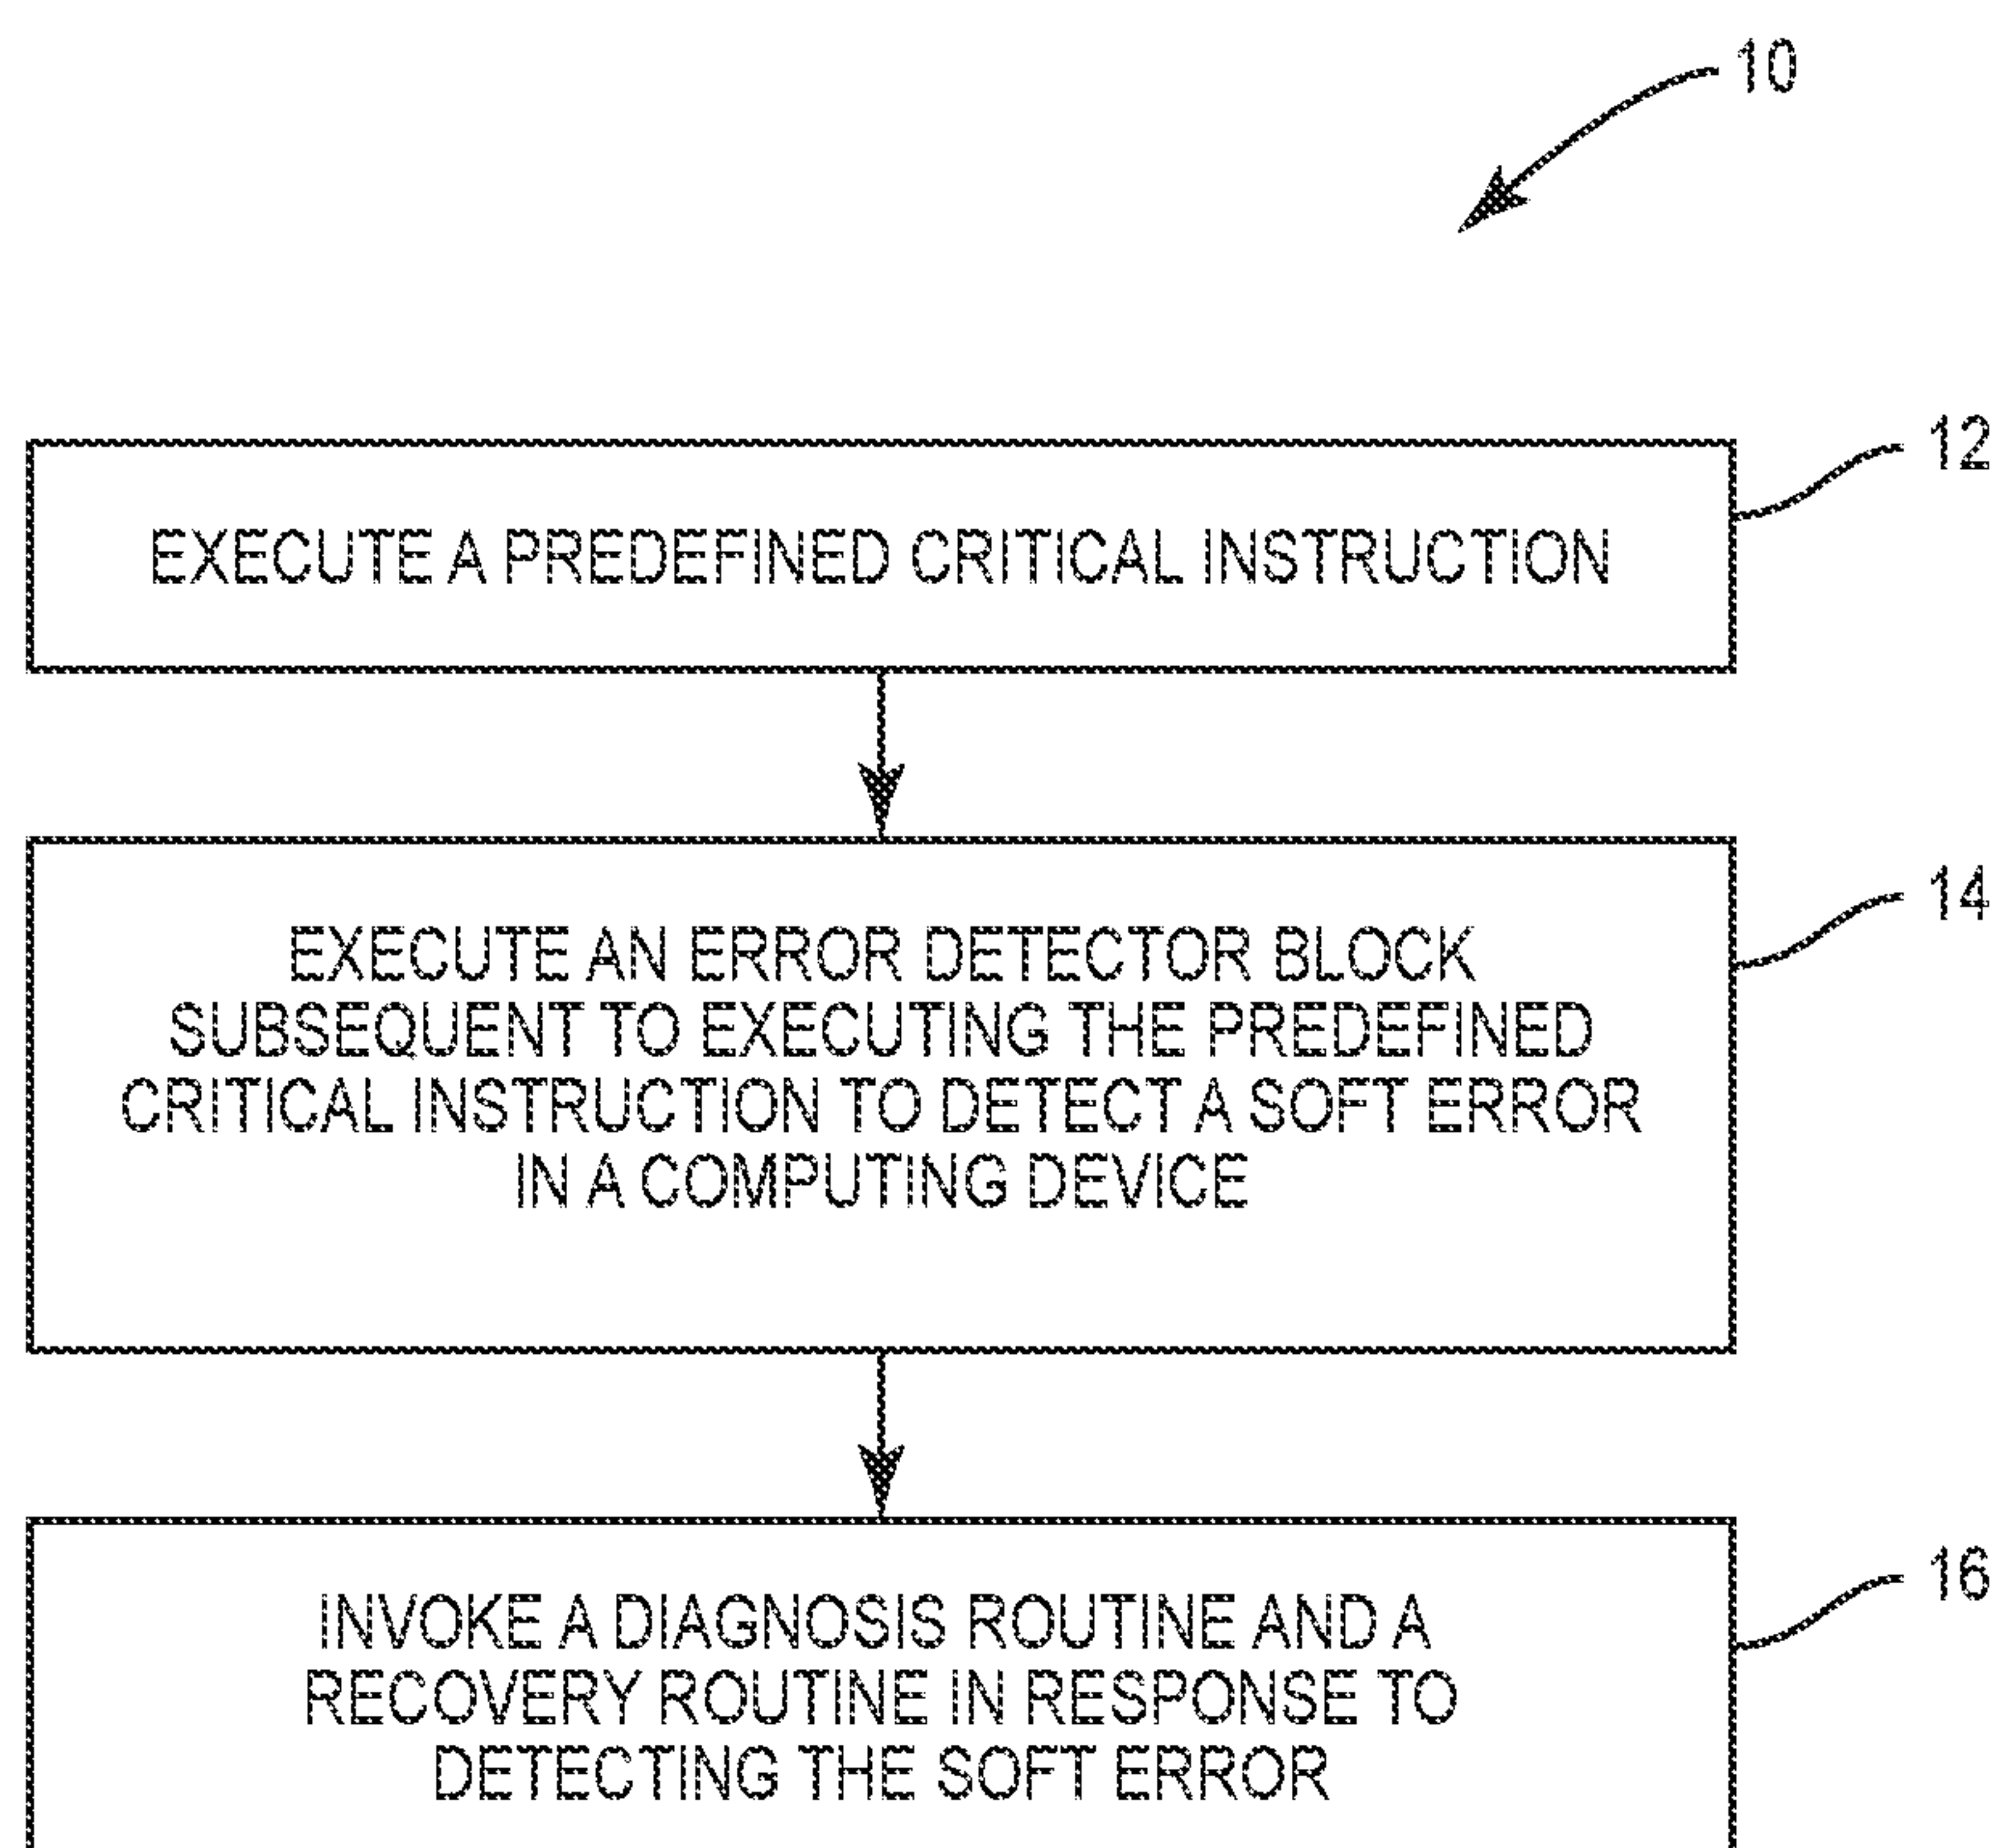 10
12
EXECUTE A PREDEFINED CRITICAL INSTRUCTION
14
EXECUTE AN ERROR DETECTOR BLOCK
SUBSEQUENT TO EXECUTING THE PREDEFINED
CRITICAL INSTRUCTION TO DETECT A SOFT ERROR
IN A COMPUTING DEVICE
16
INVOKE A DIAGNOSIS ROUTINE AND A
RECOVERY ROUTINE IN RESPONSE TO
DETECTING THE SOFT ERROR